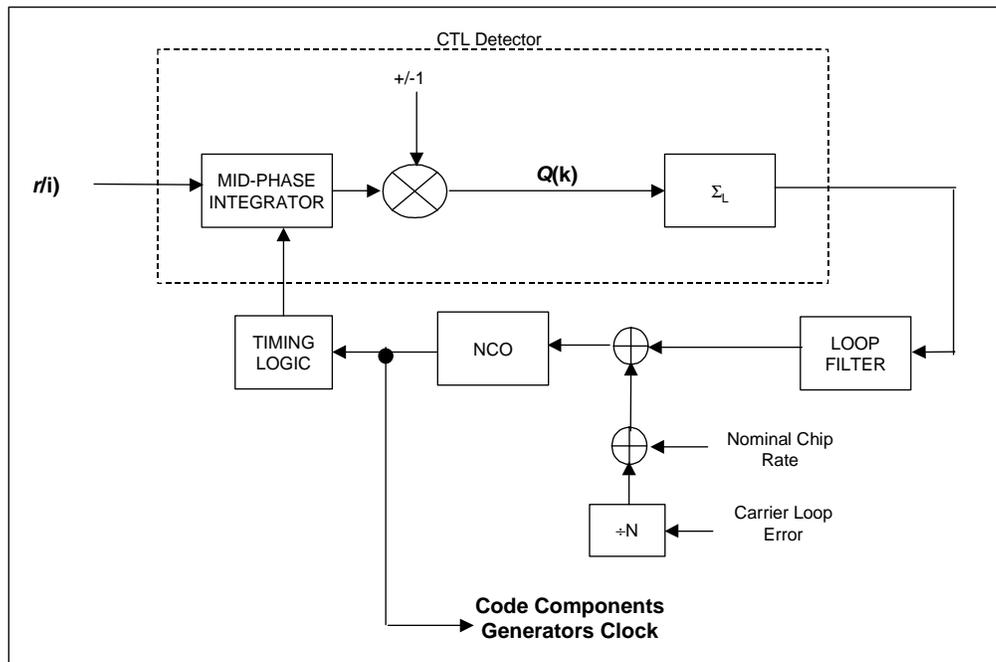 CTL Detector
+/-1
r/i)
MID-PHASE
INTEGRATOR
Q(k)
ΣL
TIMING
LOGIC
NCO
LOOP
FILTER
Nominal Chip
Rate
÷N
Carrier Loop
Error
Code Components
Generators Clock